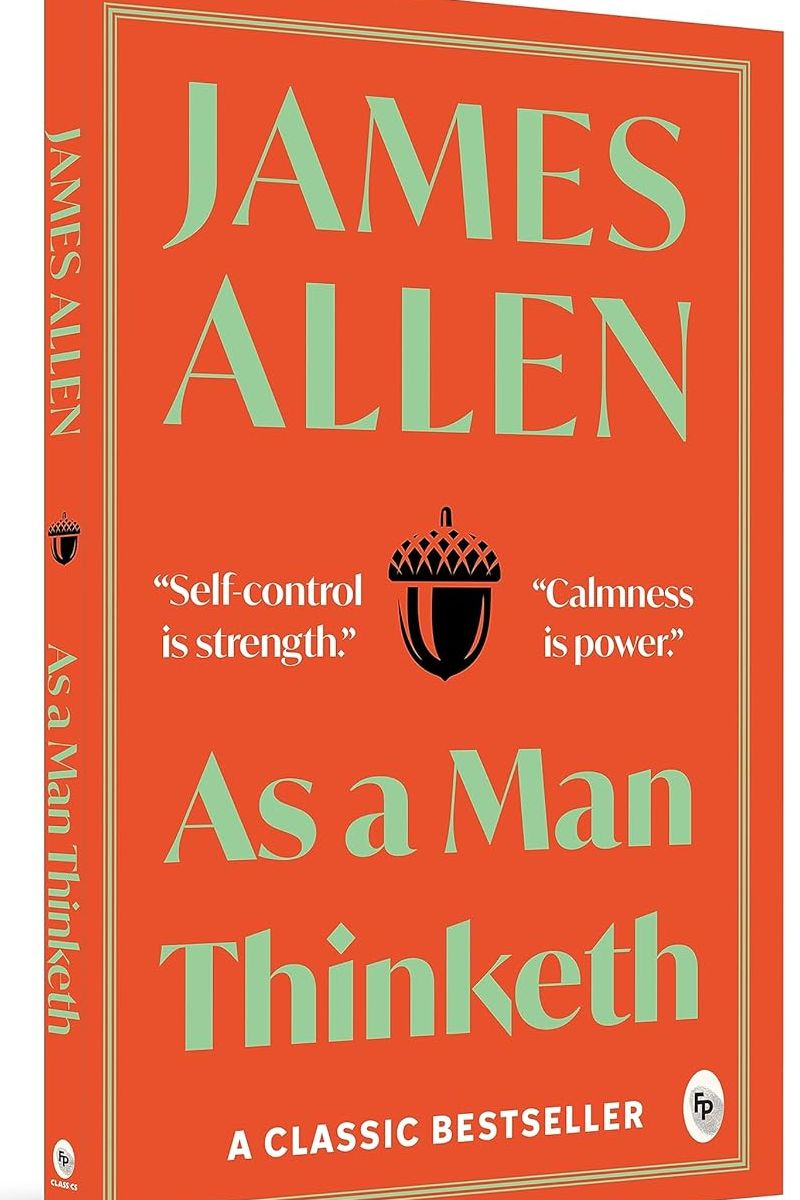 JAMES
ALLEN
“Self-control
is strength.”
“Calmness
is power.”
As a Man
Thinketh
A CLASSIC BESTSELLER
FP
JAMES ALLEN
As a Man Thinketh
FP
CLASSICS